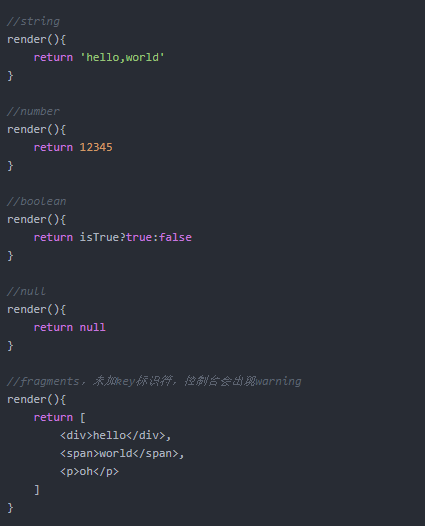 //string
render(){
    return 'hello,world'
}
//number
render(){
    return 12345
}
//boolean
render(){
    return isTrue?true:false
}
//null
render(){
    return null
}
//fragments，未加key标识符，控制台会出现warning
render(){
    return [
        <div>hello</div>,
        <span>world</span>,
        <p>oh</p>
    ]
}